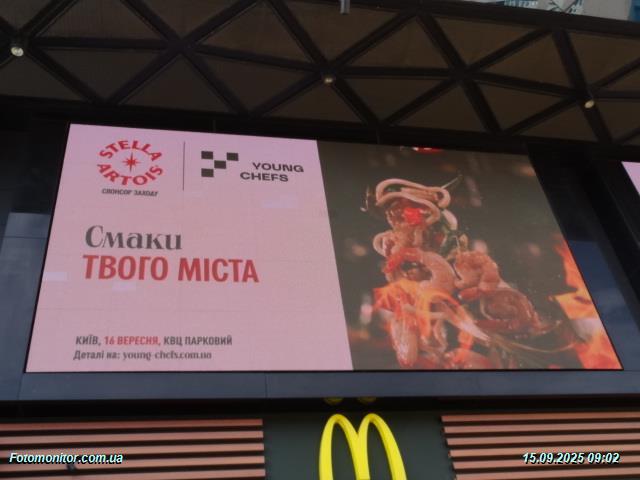 STELLA ARTOIS
СПОНСОР ЗАХОДУ
YOUNG
CHEFS
Смаки
ТВОГО МІСТА
КИЇВ, 16 ВЕРЕСНЯ, КВЦ ПАРКОВИЙ
Деталі на: young-chefs.com.ua
Fotomonitor.com.ua
15.09.2025 09:02